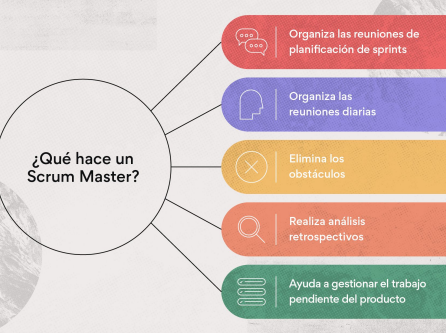 ¿Qué hace un
Scrum Master?
Organiza las reuniones de
planificación de sprints
Organiza las
reuniones diarias
Elimina los
obstáculos
Realiza análisis
retrospectivos
Ayuda a gestionar el trabajo
pendiente del producto